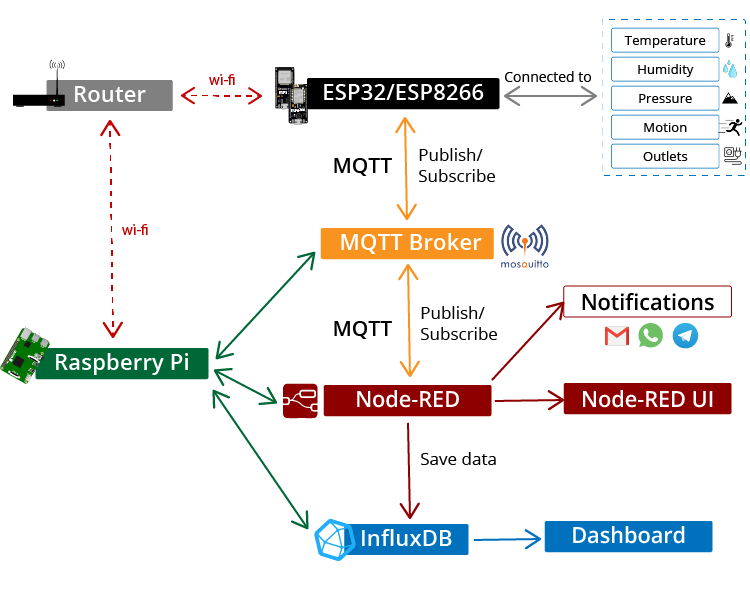 Router
wi-fi
ESP32/ESP8266
Connected to
Temperature
Humidity
Pressure
Motion
Outlets
MQTT
Publish/
Subscribe
wi-fi
MQTT Broker
mosquitto
MQTT
Publish/
Subscribe
Notifications
Raspberry Pi
Node-RED
Node-RED UI
Save data
InfluxDB
Dashboard